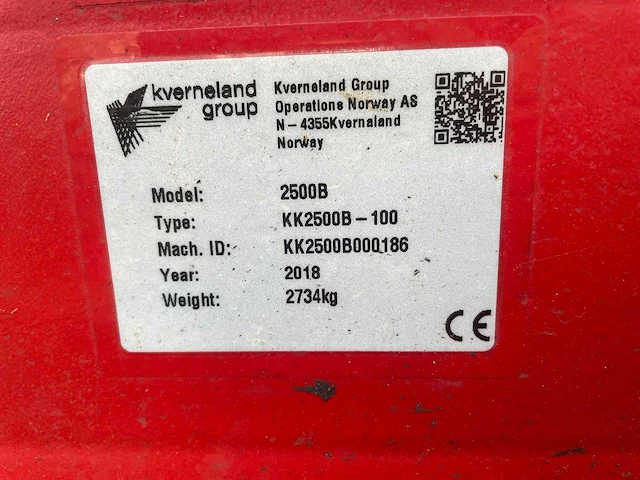 kverneland
group
Kverneland Group
Operations Norway AS
N-4355Kvernaland
Norway
Model: 2500B
Type: KK2500B-100
Mach. ID: KK2500B000186
Year: 2018
Weight: 2734kg
CE